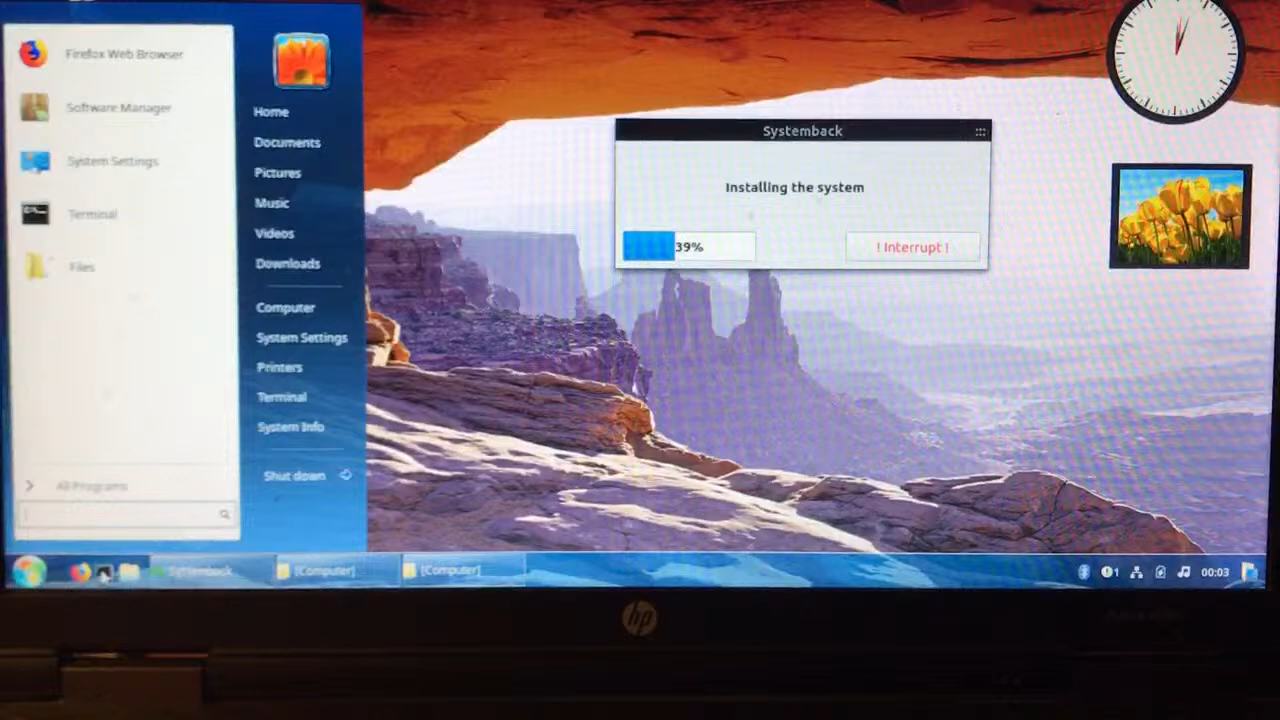 Firefox Web Browser
Software Manager
System Settings
Terminal
Files
All Programs
Home
Documents
Pictures
Music
Videos
Downloads
Computer
System Settings
Printers
Terminal
System Info
Shut down
Systemback
Installing the system
39%
! Interrupt !
Systemback
[Computer]
[Computer]
1
00:03
hp